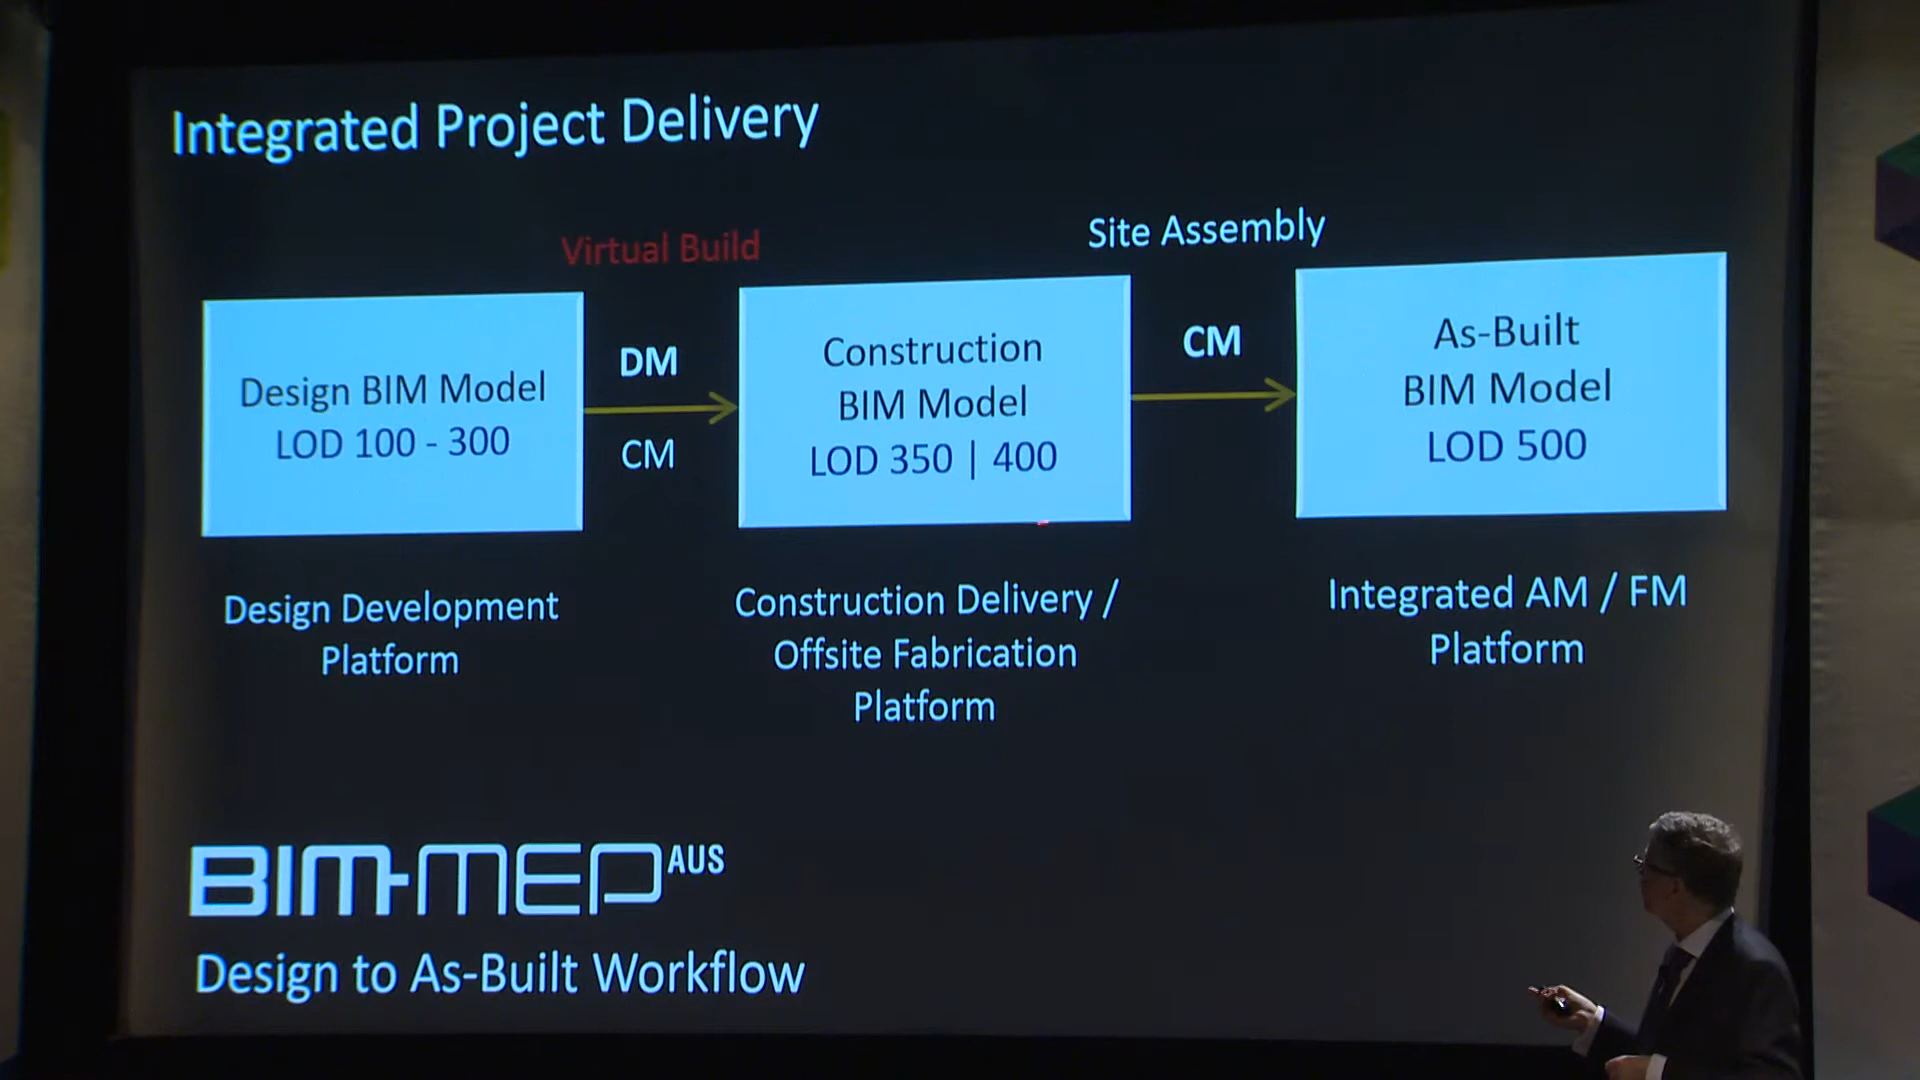 Integrated Project Delivery
Virtual Build
Site Assembly
Design BIM Model
LOD 100 - 300
DM
CM
Construction
BIM Model
LOD 350 | 400
CM
As-Built
BIM Model
LOD 500
Design Development
Platform
Construction Delivery /
Offsite Fabrication
Platform
Integrated AM / FM
Platform
BIM-MEP AUS
Design to As-Built Workflow